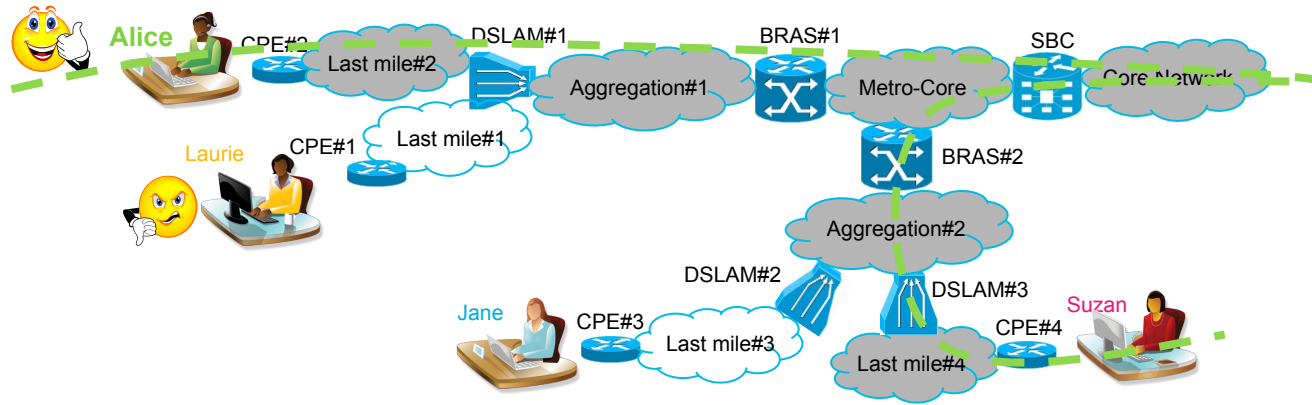 Alice
CPE#2
Last mile#2
DSLAM#1
Aggregation#1
BRAS#1
Metro-Core
SBC
Core Network
Laurie
CPE#1
Last mile#1
BRAS#2
Aggregation#2
DSLAM#2
DSLAM#3
Jane
CPE#3
Last mile#3
Last mile#4
CPE#4
Suzan